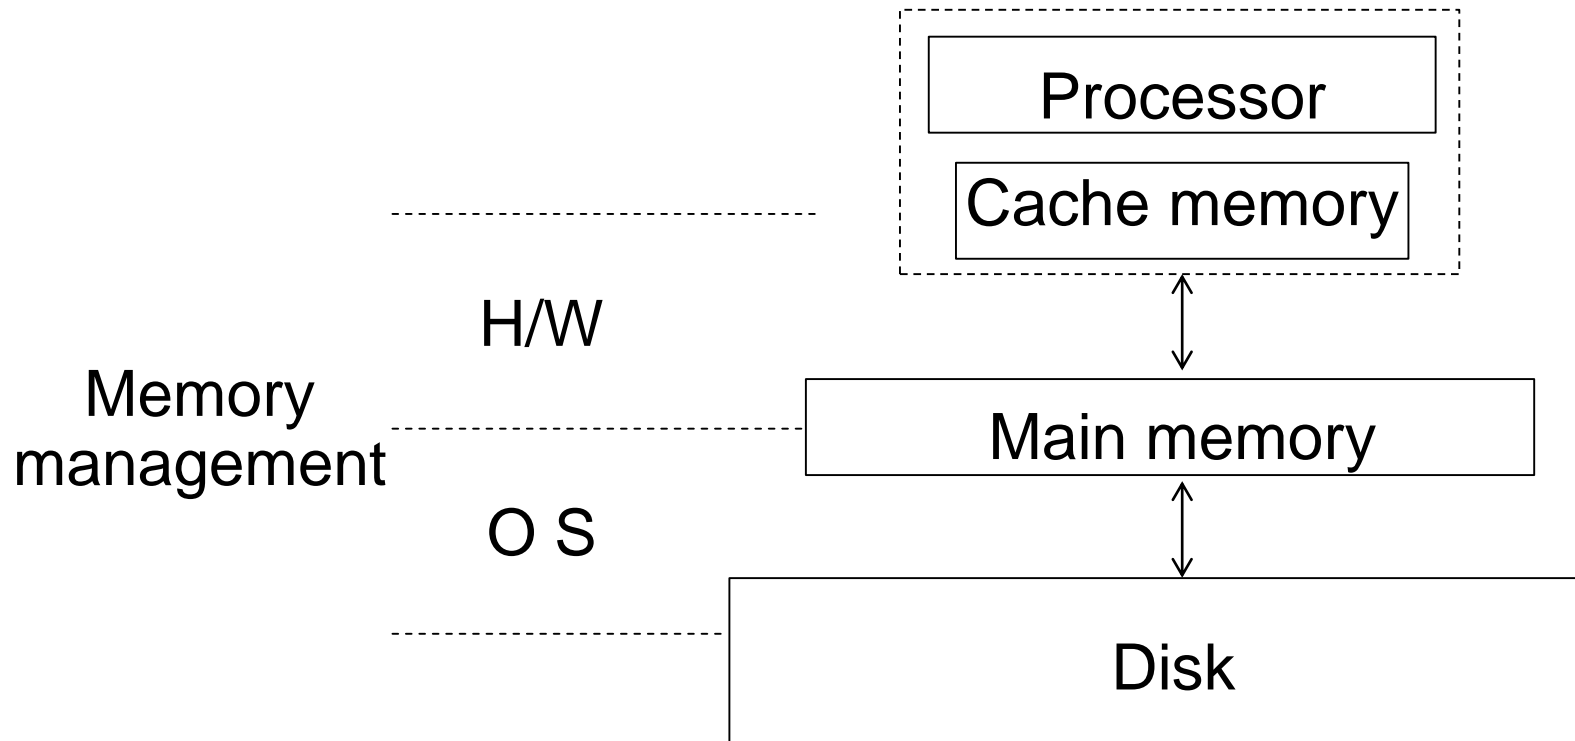 Processor
Cache memory
H/W
Memory
management
Main memory
O S
Disk